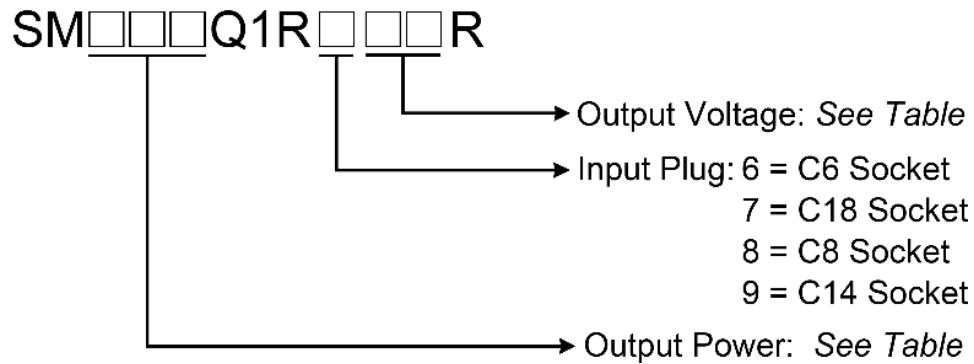 SM□□□Q1R□□□R
Output Voltage: See Table
Input Plug: 6 = C6 Socket
7 = C18 Socket
8 = C8 Socket
9 = C14 Socket
Output Power: See Table